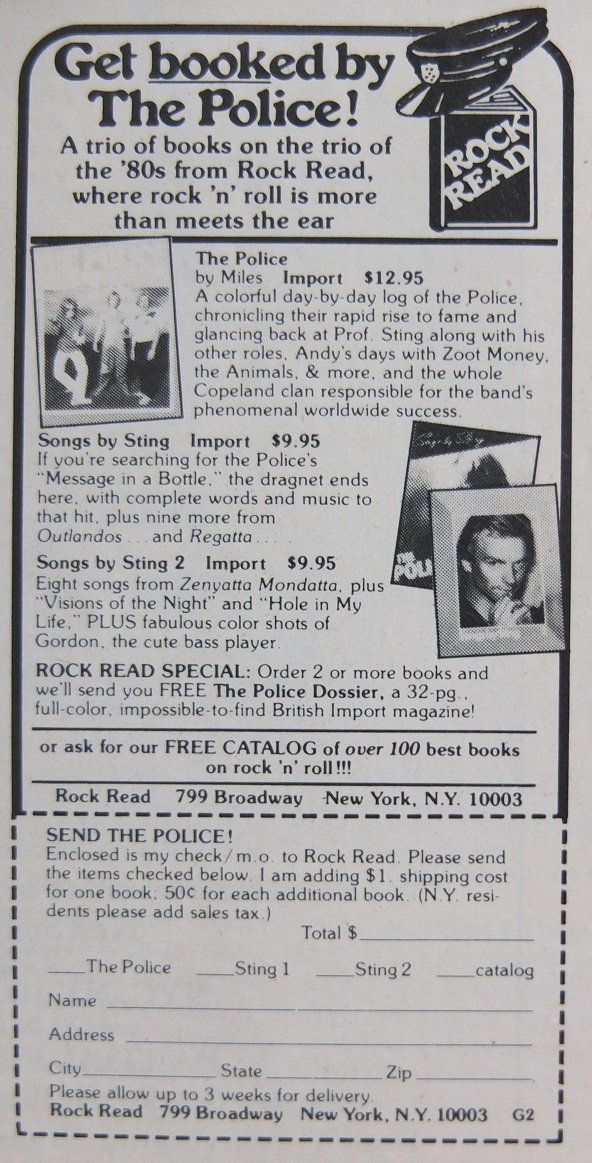 Get booked by
The Police!
A trio of books on the trio of
the '80s from Rock Read,
where rock 'n' roll is more
than meets the ear
ROCK
READ
The Police
by Miles Import $12.95
A colorful day-by-day log of the Police,
chronicling their rapid rise to fame and
glancing back at Prof. Sting along with his
other roles, Andy's days with Zoot Money,
the Animals, & more, and the whole
Copeland clan responsible for the band's
phenomenal worldwide success.
Songs by Sting Import $9.95
If you're searching for the Police's
"Message in a Bottle," the dragnet ends
here, with complete words and music to
that hit, plus nine more from
Outlandos . . . and Regatta . . . .
Songs by Sting
THE
POLI
Songs by Sting 2 Import $9.95
Eight songs from Zenyatta Mondatta, plus
"Visions of the Night" and "Hole in My
Life," PLUS fabulous color shots of
Gordon, the cute bass player.
ROCK READ SPECIAL: Order 2 or more books and
we'll send you FREE The Police Dossier, a 32-pg.,
full-color, impossible-to-find British Import magazine!
or ask for our FREE CATALOG of over 100 best books
on rock 'n' roll!!!
Rock Read 799 Broadway New York, N.Y. 10003
SEND THE POLICE!
Enclosed is my check/m.o. to Rock Read. Please send
the items checked below. I am adding $1. shipping cost
for one book; 50¢ for each additional book. (N.Y. resi-
dents please add sales tax.)
Total $
The Police Sting 1 Sting 2 catalog
Name
Address
City State Zip
Please allow up to 3 weeks for delivery.
Rock Read 799 Broadway New York, N.Y. 10003 G2